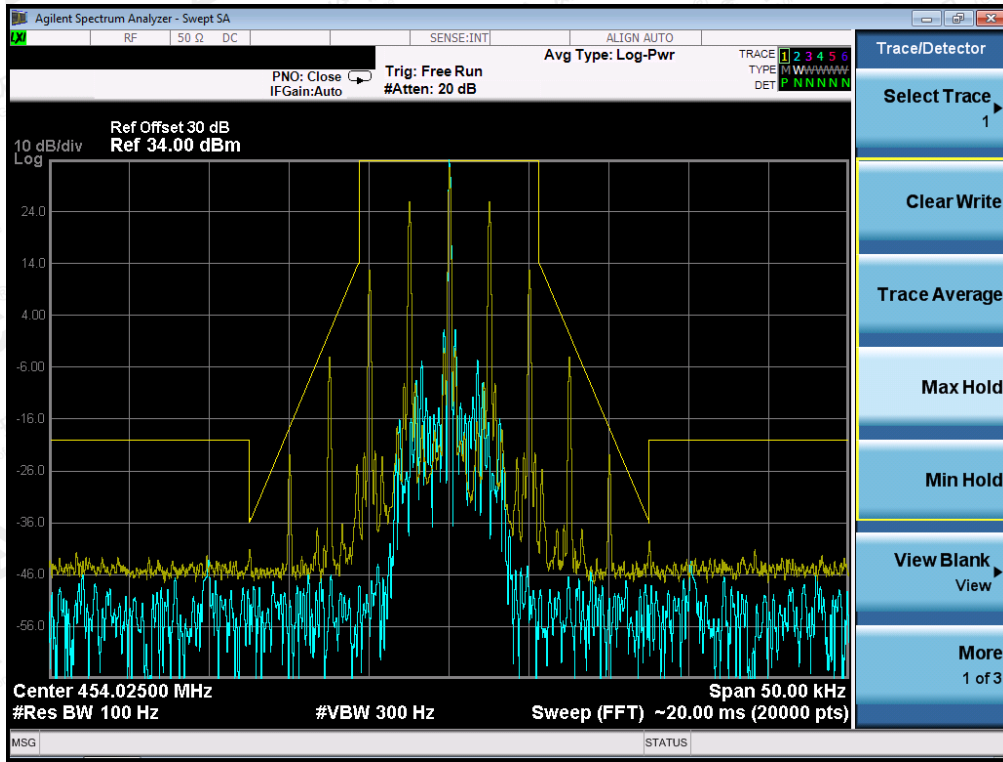 Agilent Spectrum Analyzer - Swept SA
LXI RF 50 Ω DC SENSE:INT ALIGN AUTO
Avg Type: Log-Pwr
PNO: Close
IFGain:Auto
Trig: Free Run
#Atten: 20 dB
TRACE 1 2 3 4 5 6
TYPE M WWWWW
DET P N N N N N
Ref Offset 30 dB
10 dB/div Ref 34.00 dBm
Log
24.0
14.0
4.00
-6.00
-16.0
-26.0
-36.0
-46.0
-56.0
Center 454.02500 MHz Span 50.00 kHz
#Res BW 100 Hz #VBW 300 Hz Sweep (FFT) ~20.00 ms (20000 pts)
MSG STATUS
Trace/Detector
Select Trace
1
Clear Write
Trace Average
Max Hold
Min Hold
View Blank
View
More
1 of 3